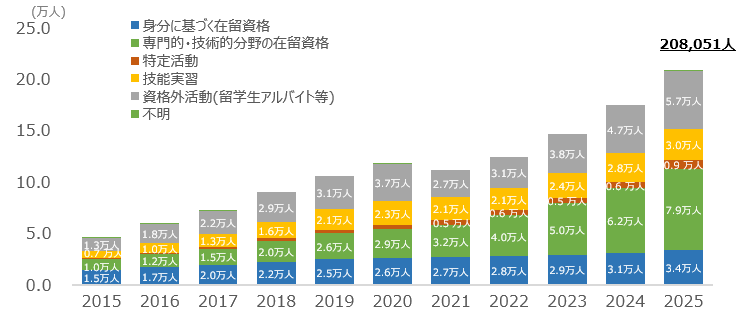 (万人)
25.0
20.0
15.0
10.0
5.0
0.0
身分に基づく在留資格
専門的・技術的分野の在留資格
特定活動
技能実習
資格外活動(留学生アルバイト等)
不明
208,051人
1.3万人
0.7 万人
1.0万人
1.5万人
1.8万人
1.0万人
1.2万人
1.7万人
2.2万人
1.3万人
1.5万人
2.0万人
2.9万人
1.6万人
2.0万人
2.2万人
3.1万人
2.1万人
2.6万人
2.5万人
3.7万人
2.3万人
2.9万人
2.6万人
2.7万人
2.1万人
0.5 万人
3.2万人
2.7万人
3.1万人
2.1万人
0.6 万人
4.0万人
2.8万人
3.8万人
2.4万人
0.5 万人
5.0万人
2.9万人
4.7万人
2.8万人
0.6 万人
6.2万人
3.1万人
5.7万人
3.0万人
0.9 万人
7.9万人
3.4万人
2015 2016 2017 2018 2019 2020 2021 2022 2023 2024 2025